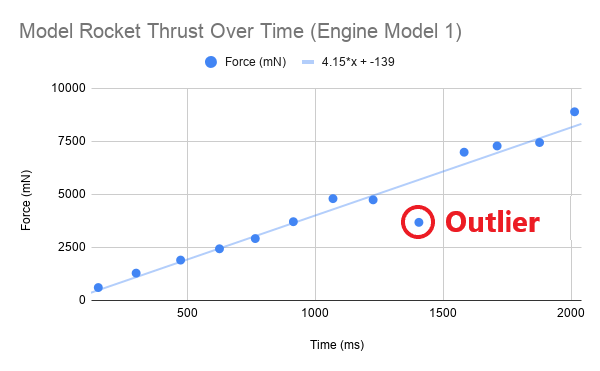 Model Rocket Thrust Over Time (Engine Model 1)
Force (mN) 4.15*x + -139
10000
7500
5000
2500
0
Force (mN)
Outlier
500 1000 1500 2000
Time (ms)